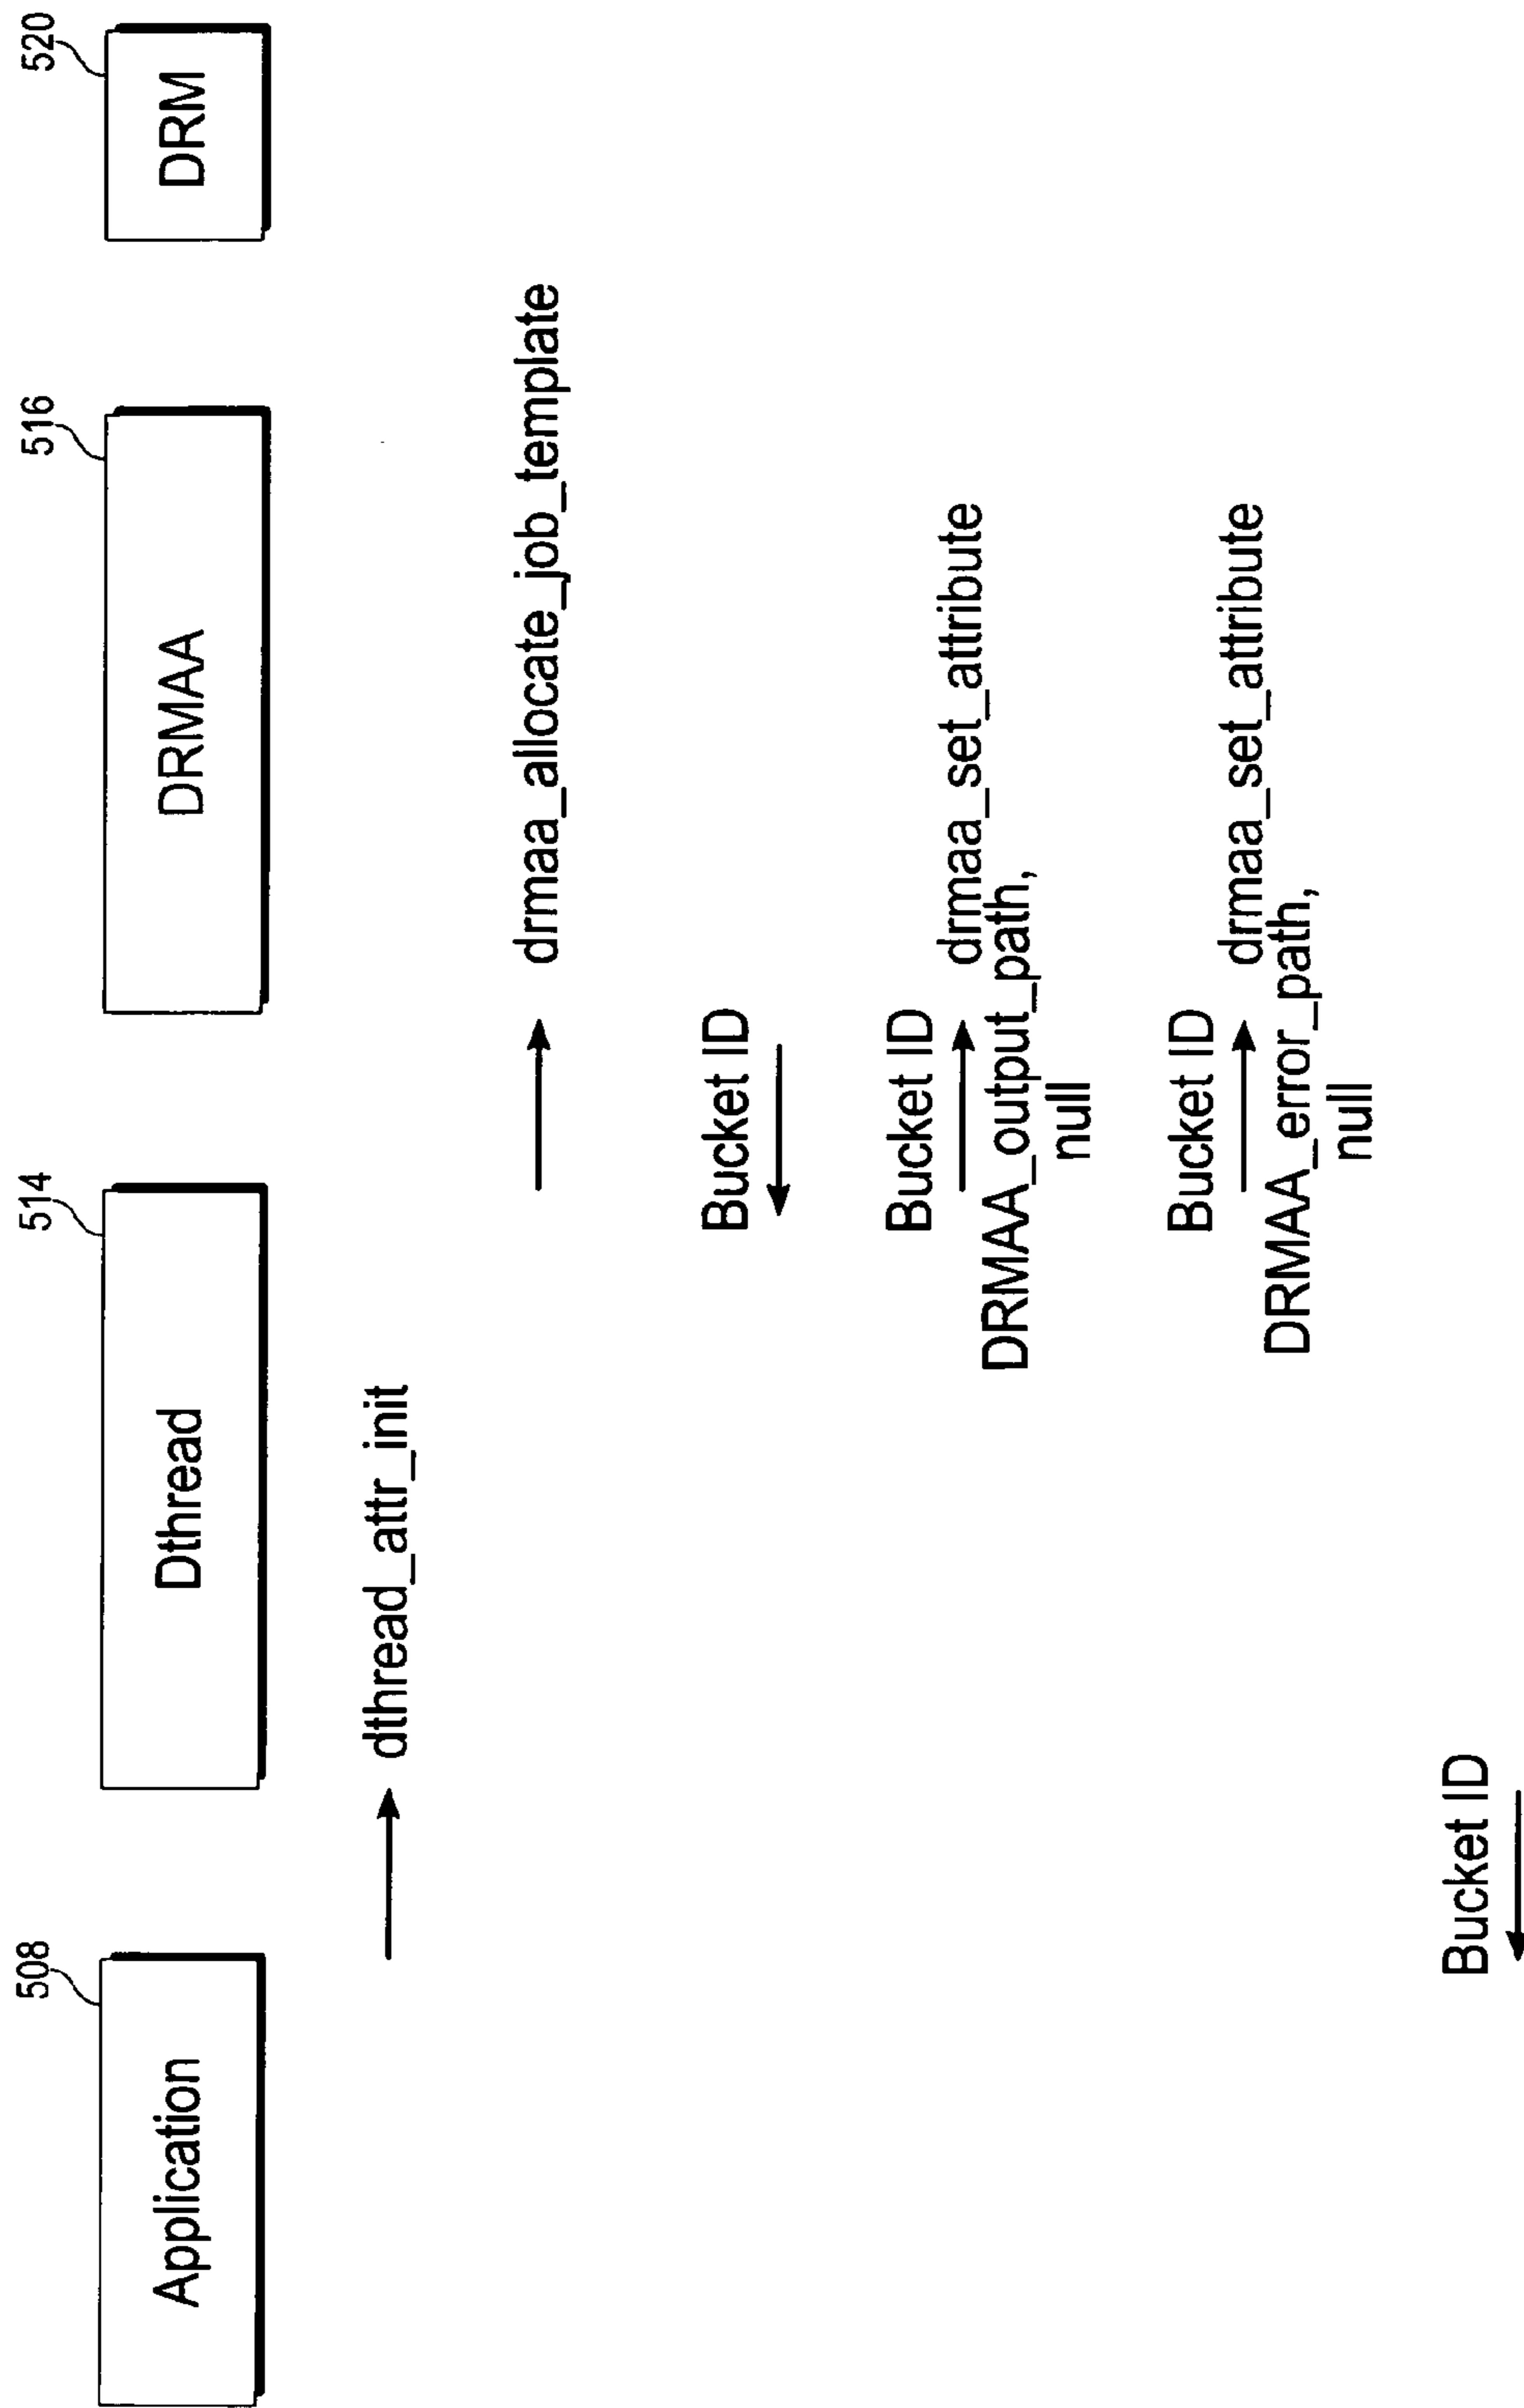 508
514
516
520
Application
Dthread
DRMAA
DRM
dthread_attr_init
drmaa_allocate_job_template
Bucket ID
Bucket ID
drmaa_set_attribute
DRMAA_output_path,
null
Bucket ID
drmaa_set_attribute
DRMAA_error_path,
null
Bucket ID